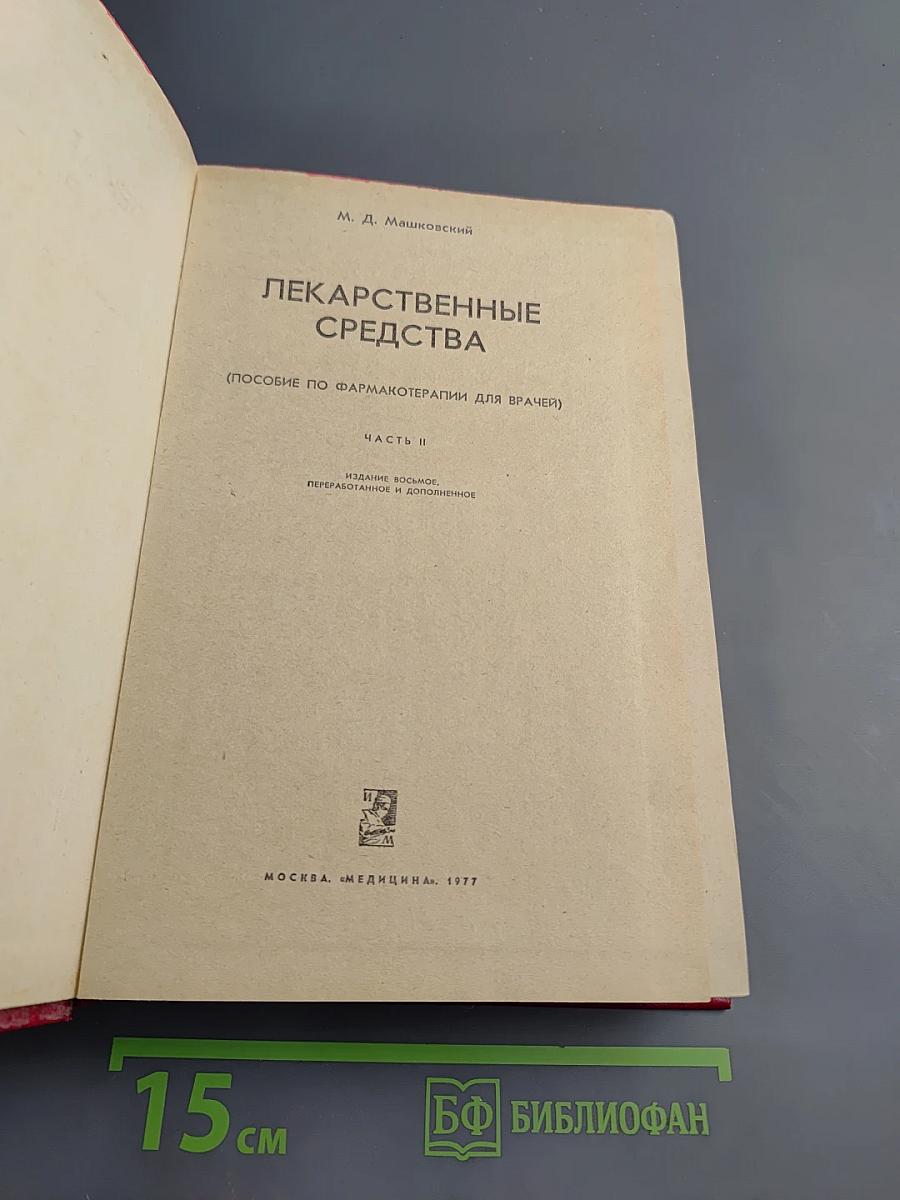 М. Д. Машковский
ЛЕКАРСТВЕННЫЕ
СРЕДСТВА
(ПОСОБИЕ ПО ФАРМАКОТЕРАПИИ ДЛЯ ВРАЧЕЙ)
ЧАСТЬ II
ИЗДАНИЕ ВОСЬМОЕ,
ПЕРЕРАБОТАННОЕ И ДОПОЛНЕННОЕ
И
М
МОСКВА. «МЕДИЦИНА». 1977
15 см
БФ БИБЛИОФАН